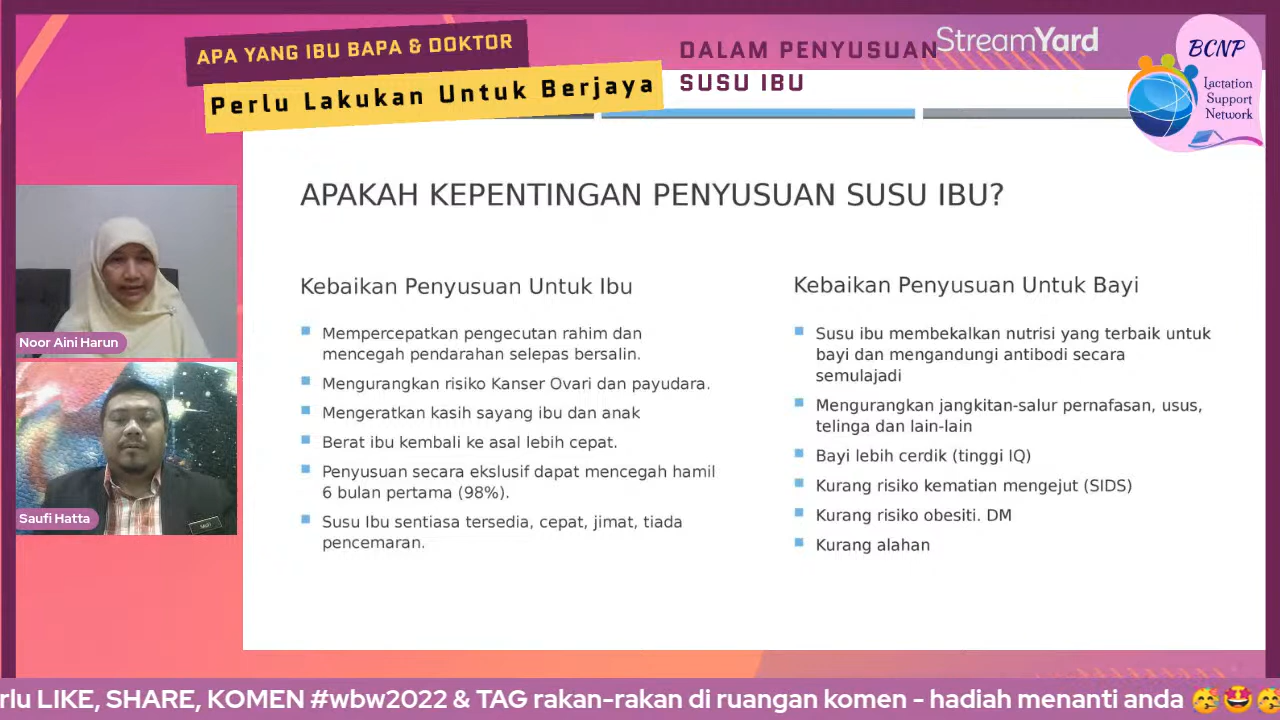 APA YANG IBU BAPA & DOKTOR
Perlu Lakukan Untuk Berjaya
DALAM PENYUSUAN
SUSU IBU
StreamYard
BCNP
Lactation
Support
Network
APAKAH KEPENTINGAN PENYUSUAN SUSU IBU?
Kebaikan Penyusuan Untuk Ibu
Mempercepatkan pengecutan rahim dan
mencegah pendarahan selepas bersalin.
Mengurangkan risiko Kanser Ovari dan payudara.
Mengeratkan kasih sayang ibu dan anak
Berat ibu kembali ke asal lebih cepat.
Penyusuan secara ekslusif dapat mencegah hamil
6 bulan pertama (98%).
Susu Ibu sentiasa tersedia, cepat, jimat, tiada
pencemaran.
Kebaikan Penyusuan Untuk Bayi
Susu ibu membekalkan nutrisi yang terbaik untuk
bayi dan mengandungi antibodi secara
semulajadi
Mengurangkan jangkitan-salur pernafasan, usus,
telinga dan lain-lain
Bayi lebih cerdik (tinggi IQ)
Kurang risiko kematian mengejut (SIDS)
Kurang risiko obesiti. DM
Kurang alahan
Noor Aini Harun
Saufi Hatta
rlu LIKE, SHARE, KOMEN #wbw2022 & TAG rakan-rakan di ruangan komen - hadiah menanti anda 🥳🤩🥳